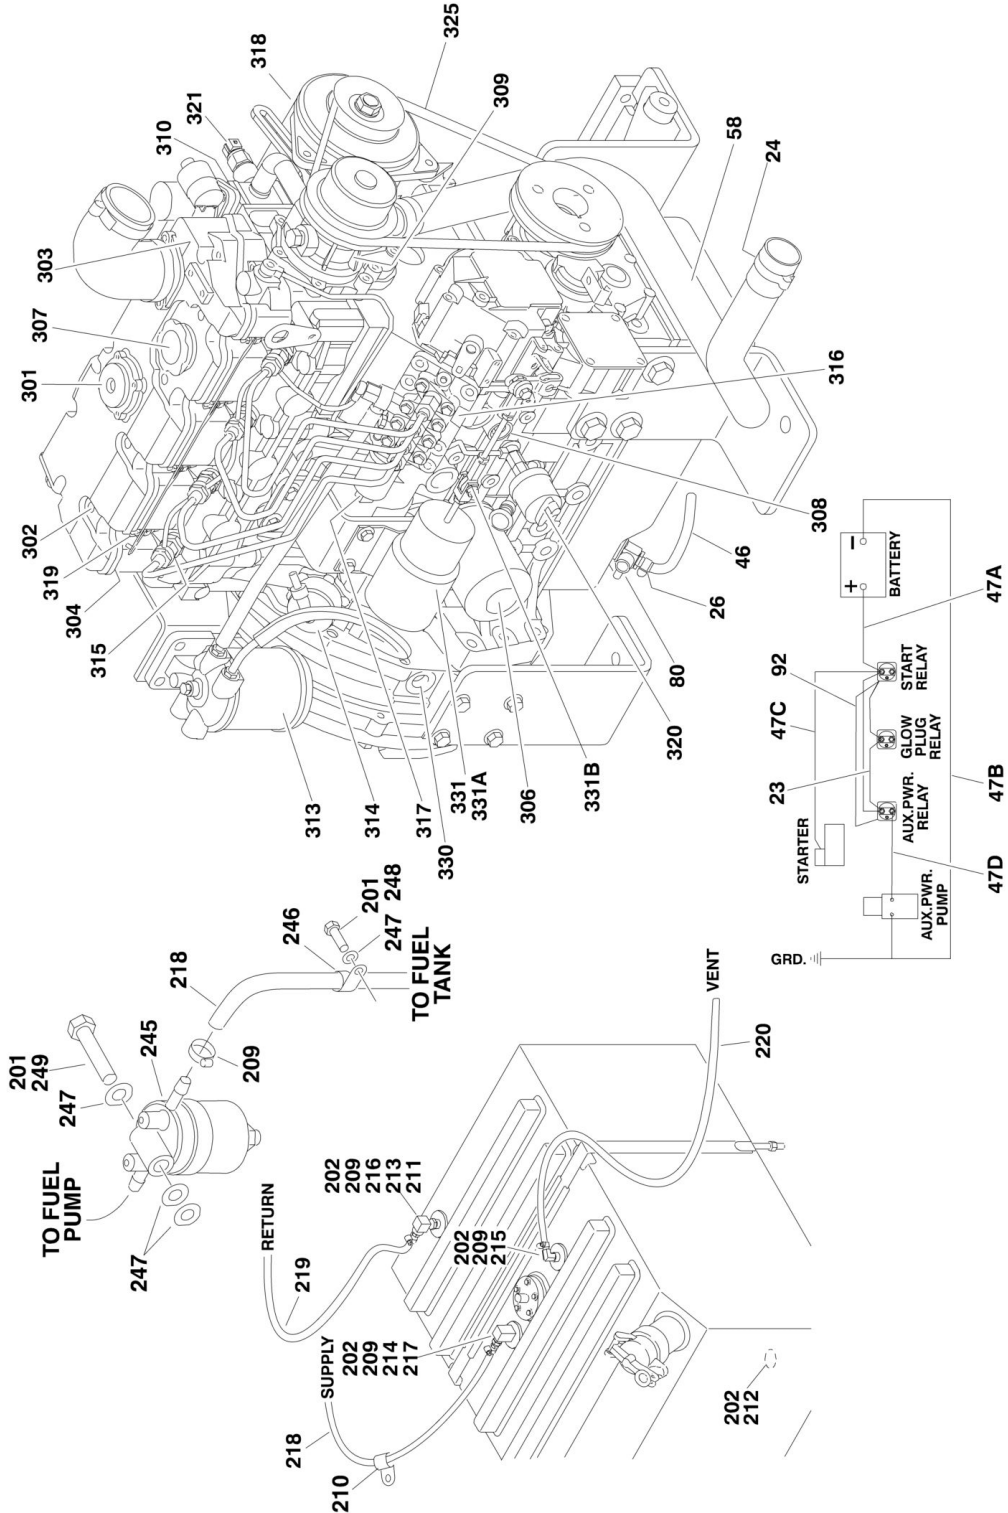 318
325
321
310
309
303
58
24
307
301
302
319
304
315
316
308
46
26
80
320
331B
306
331
331A
330
317
314
313
201
249
247
245
218
209
246
201
248
247
TO FUEL
PUMP
TO FUEL
TANK
247
RETURN
219
202
209
216
213
211
202
209
215
VENT
220
SUPPLY
202
209
214
217
218
210
202
212
BATTERY
+
−
47A
92
47C
23
START
RELAY
GLOW
PLUG
RELAY
AUX.PWR.
RELAY
STARTER
47B
47D
AUX.PWR.
PUMP
GRD.